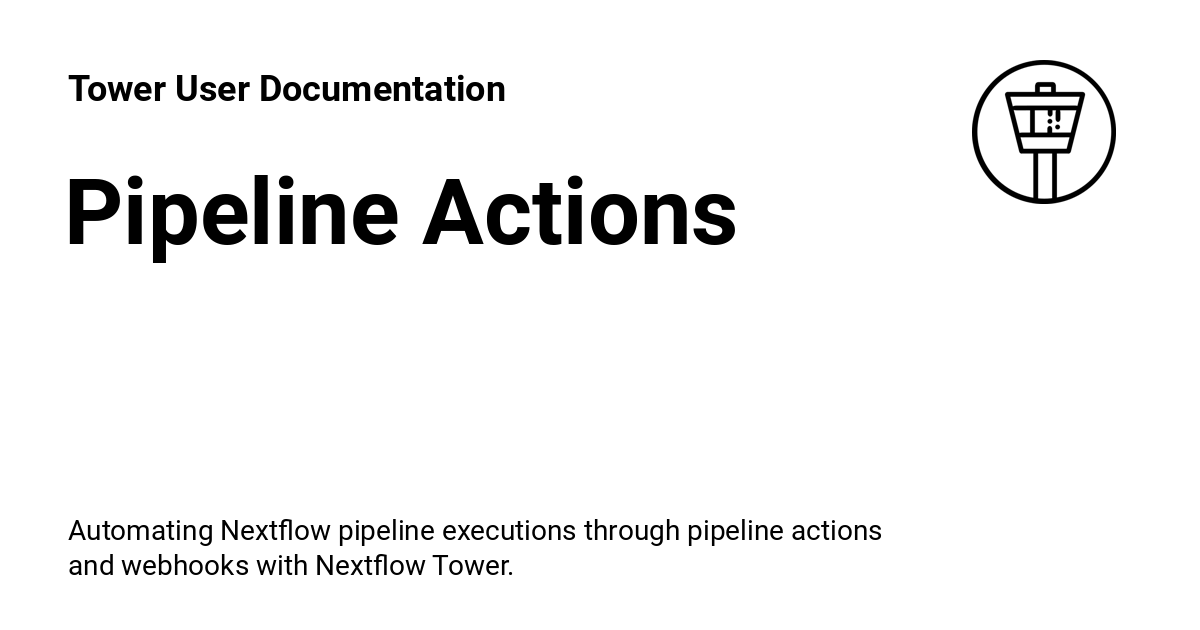 Tower User Documentation
Pipeline Actions
Automating Nextflow pipeline executions through pipeline actions
and webhooks with Nextflow Tower.